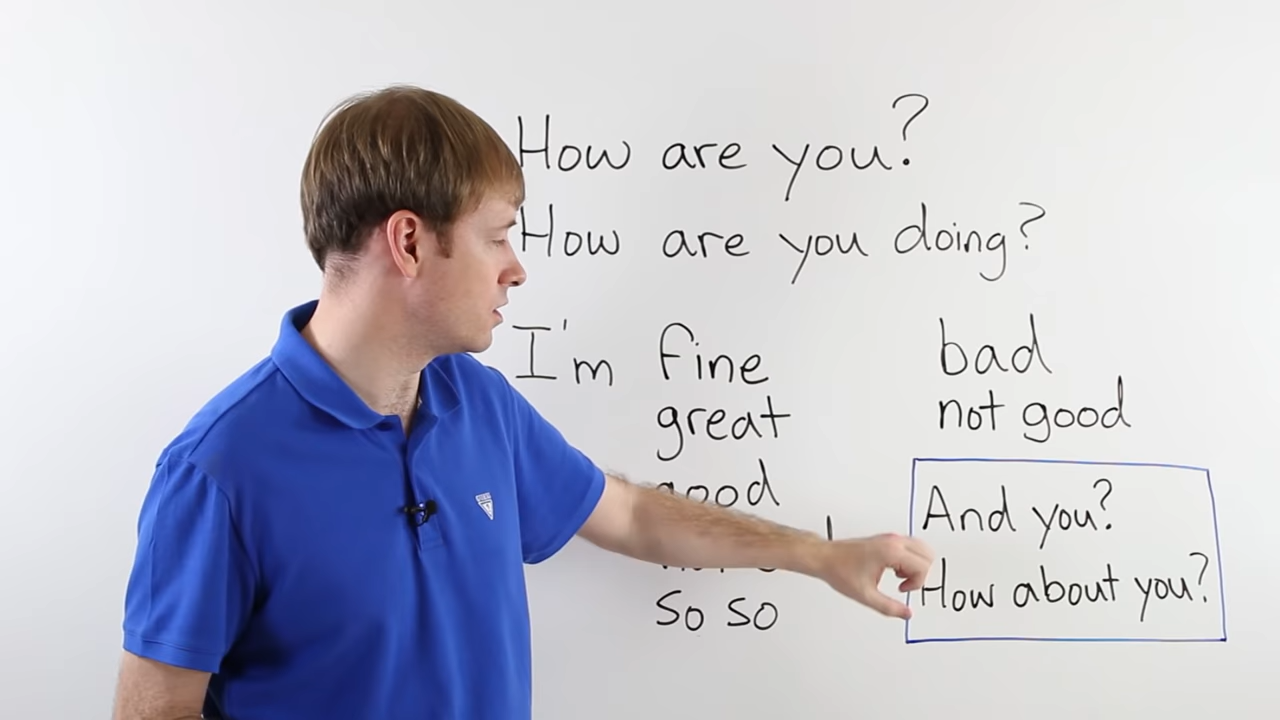 How are you?
How are you doing?
I'm fine
great
good
so so
bad
not good
And you?
How about you?